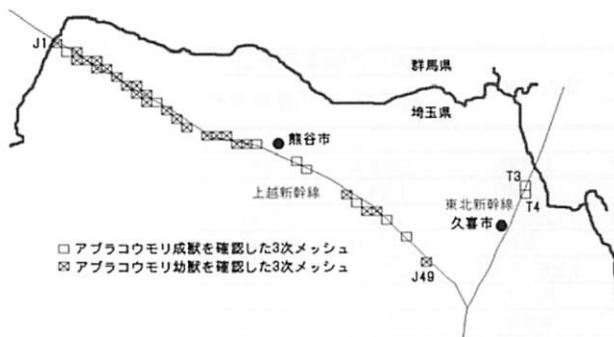 J1
群馬県
埼玉県
熊谷市
上越新幹線
T3
東北新幹線
T4
久喜市
□ アブラコウモリ成獣を確認した3次メッシュ
⊠ アブラコウモリ幼獣を確認した3次メッシュ
J49